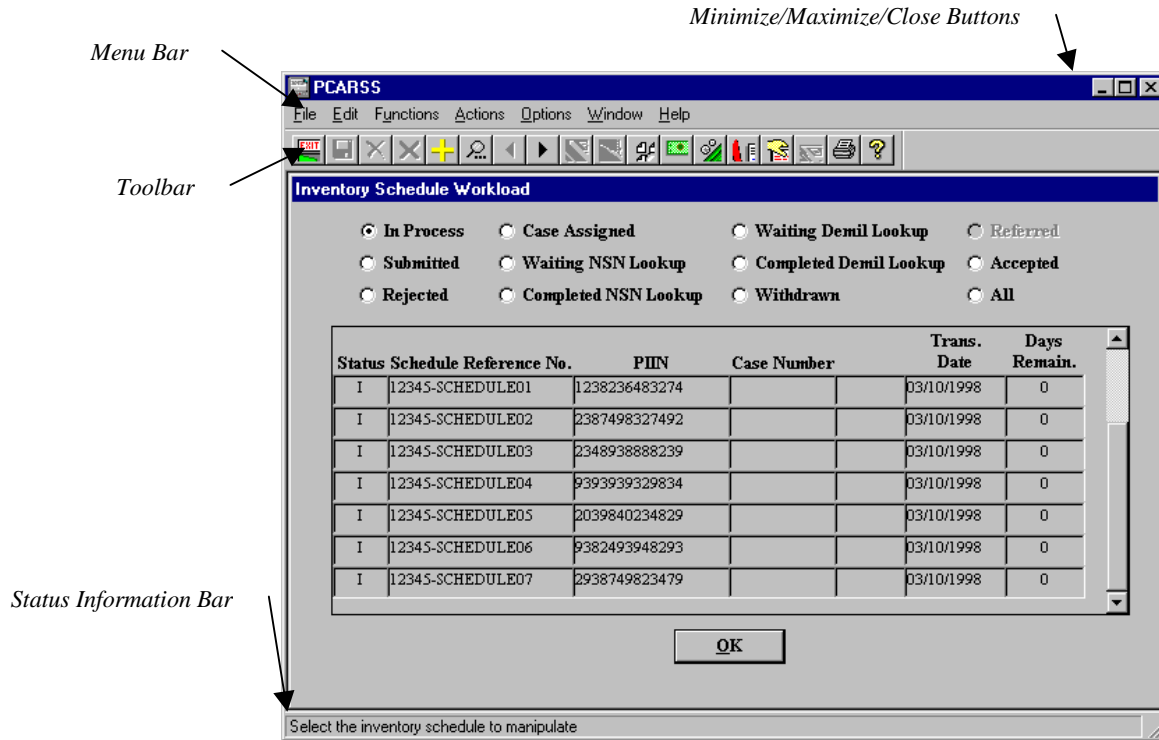 Minimize/Maximize/Close Buttons
Menu Bar
PCARSS
File Edit Functions Actions Options Window Help
EXIT
Toolbar
Inventory Schedule Workload
In Process Case Assigned Waiting Demil Lookup Referred
Submitted Waiting NSN Lookup Completed Demil Lookup Accepted
Rejected Completed NSN Lookup Withdrawn All
Status Schedule Reference No. PIIN Case Number Trans. Date Days Remain.
I 12345-SCHEDULE01 1238236483274 03/10/1998 0
I 12345-SCHEDULE02 2387498327492 03/10/1998 0
I 12345-SCHEDULE03 2348938888239 03/10/1998 0
I 12345-SCHEDULE04 9393939329834 03/10/1998 0
I 12345-SCHEDULE05 2039840234829 03/10/1998 0
I 12345-SCHEDULE06 9382493948293 03/10/1998 0
I 12345-SCHEDULE07 2938749823479 03/10/1998 0
Status Information Bar
OK
Select the inventory schedule to manipulate